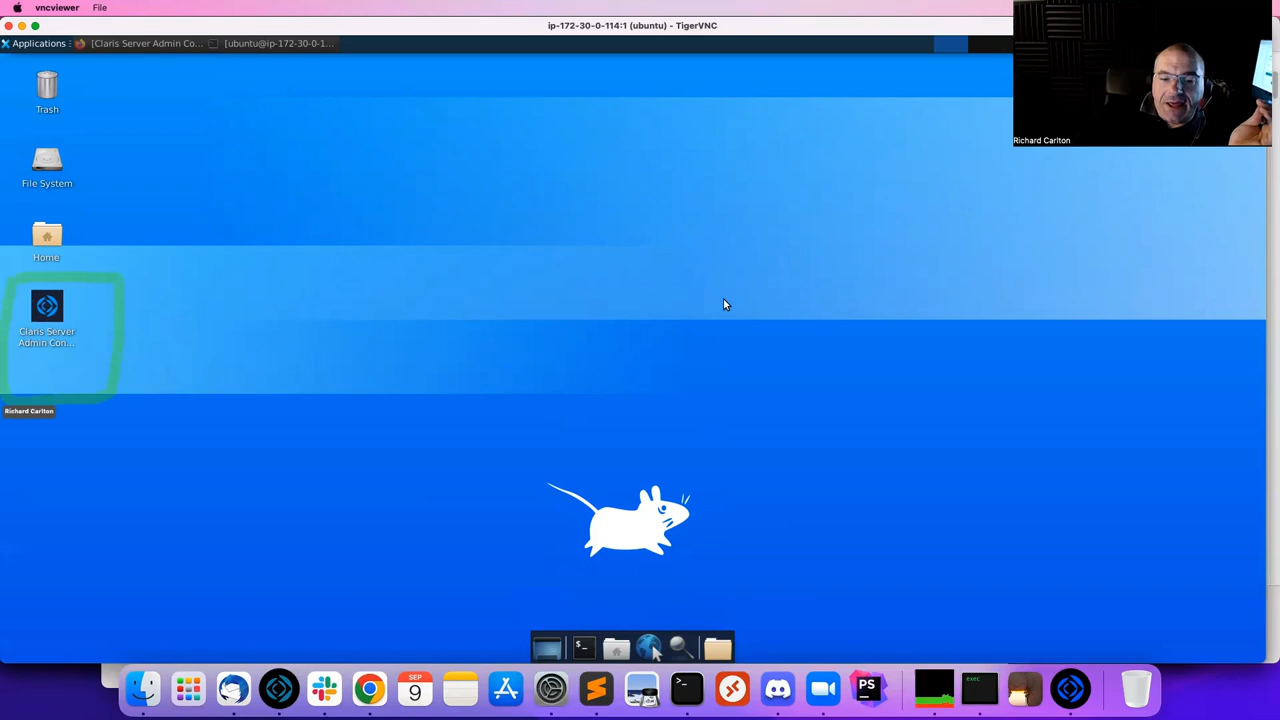 vncviewer File
ip-172-30-0-114:1 (ubuntu) - TigerVNC
Applications [Claris Server Admin Co... [ubuntu@ip-172-30-0-1...
Trash
File System
Home
Claris Server
Admin Con...
Richard Carlton
Richard Carlton
$_
SEP
9
>_
PS
exec